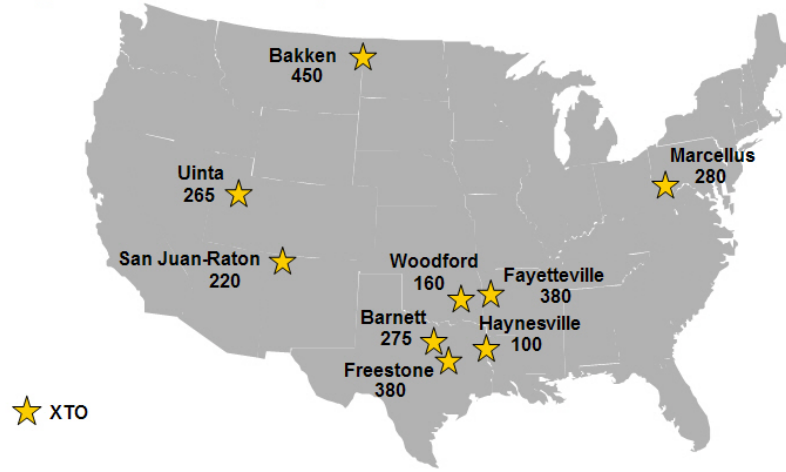 Bakken
450
Marcellus
280
Uinta
265
San Juan-Raton
220
Woodford
160
Fayetteville
380
Barnett
275
Haynesville
100
Freestone
380
XTO